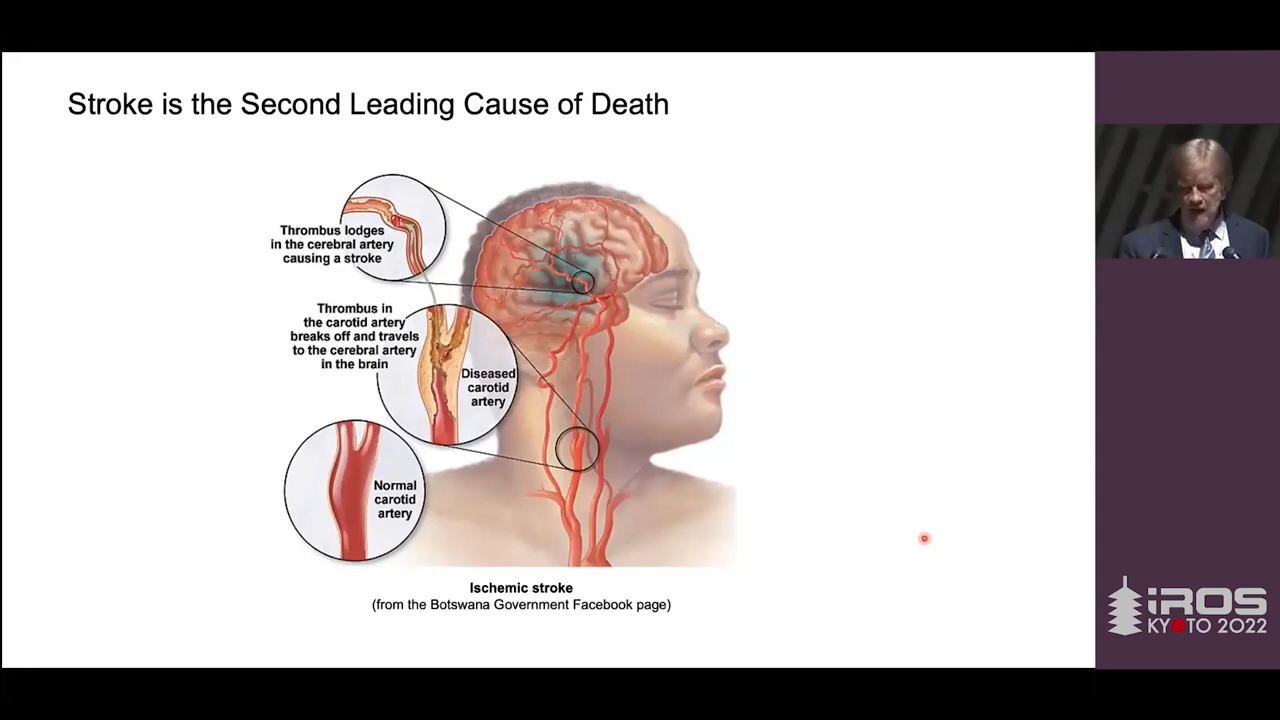 Stroke is the Second Leading Cause of Death
Thrombus lodges
in the cerebral artery
causing a stroke
Thrombus in
the carotid artery
breaks off and travels
to the cerebral artery
in the brain
Diseased
carotid
artery
Normal
carotid
artery
Ischemic stroke
(from the Botswana Government Facebook page)
iROS
KYOTO 2022